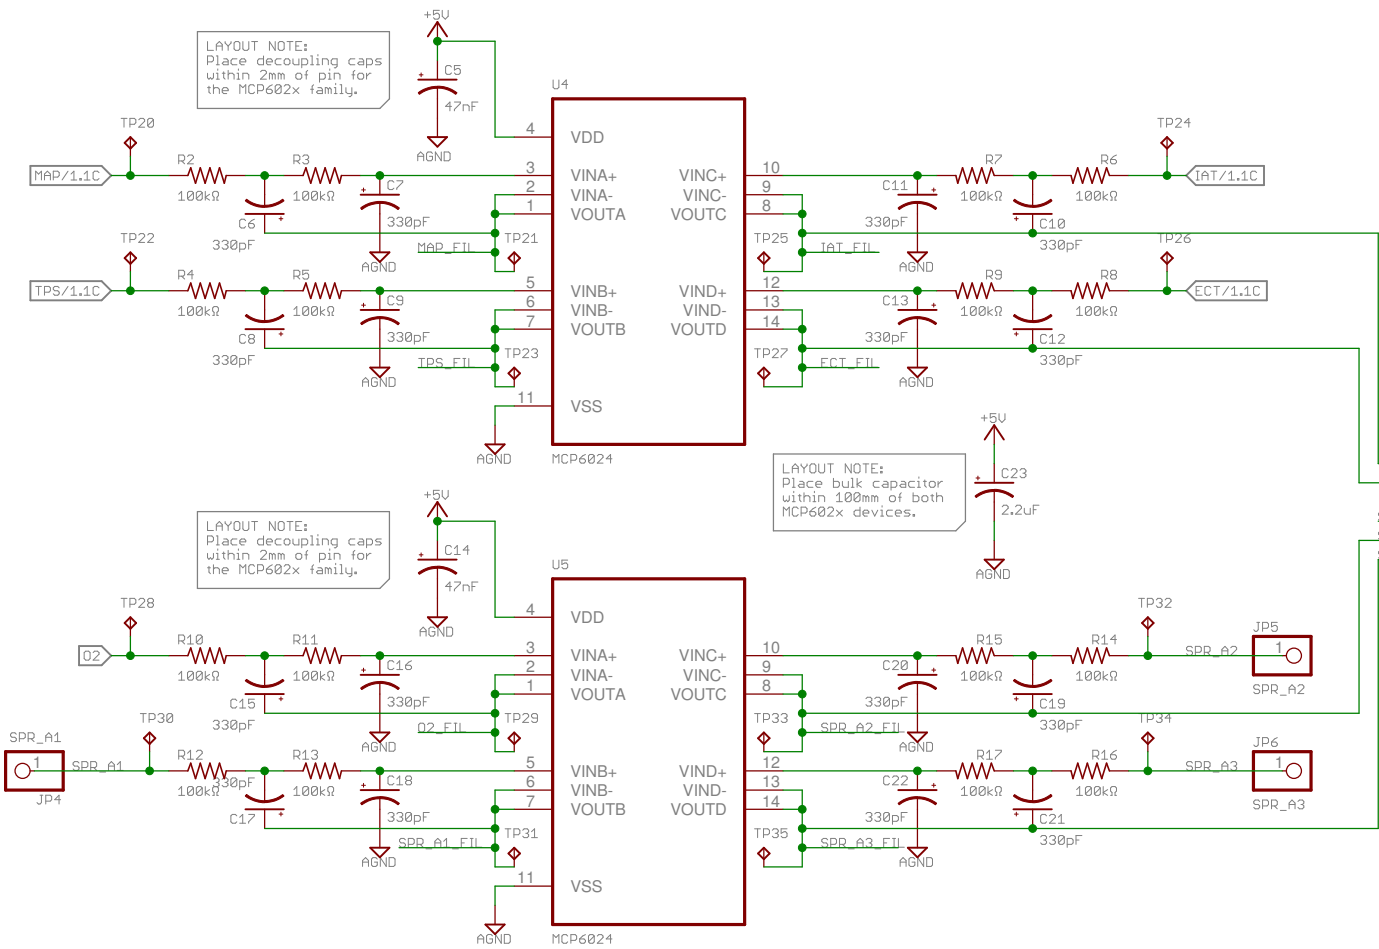 +5V
LAYOUT NOTE:
Place decoupling caps
within 2mm of pin for
the MCP602x family.
C5
47nF
AGND
U4
4 VDD
TP20
MAP/1.1C
R2
100kΩ
R3
100kΩ
C6
330pF
C7
330pF
AGND
3 VINA+
2 VINA-
1 VOUTA
MAP_FIL
TP21
TP22
TPS/1.1C
R4
100kΩ
R5
100kΩ
C8
330pF
C9
330pF
AGND
5 VINB+
6 VINB-
7 VOUTB
TPS_FIL
TP23
11 VSS
AGND
MCP6024
VINC+ 10
VINC- 9
VOUTC 8
C11
330pF
AGND
R7
100kΩ
R6
100kΩ
C10
330pF
TP24
IAT/1.1C
TP25
IAT_FIL
VIND+ 12
VIND- 13
VOUTD 14
C13
330pF
AGND
R9
100kΩ
R8
100kΩ
C12
330pF
TP26
ECT/1.1C
TP27
ECT_FIL
LAYOUT NOTE:
Place bulk capacitor
within 100mm of both
MCP602x devices.
+5V
C23
2.2uF
AGND
+5V
LAYOUT NOTE:
Place decoupling caps
within 2mm of pin for
the MCP602x family.
C14
47nF
AGND
U5
4 VDD
TP28
O2
R10
100kΩ
R11
100kΩ
C15
330pF
C16
330pF
AGND
3 VINA+
2 VINA-
1 VOUTA
O2_FIL
TP29
SPR_A1
1
JP4
SPR_A1
TP30
R12
100kΩ
R13
100kΩ
330pF
C17
C18
330pF
AGND
5 VINB+
6 VINB-
7 VOUTB
SPR_A1_FIL
TP31
11 VSS
AGND
MCP6024
VINC+ 10
VINC- 9
VOUTC 8
C20
330pF
AGND
R15
100kΩ
R14
100kΩ
C19
330pF
TP32
SPR_A2
JP5
1
SPR_A2
TP33
SPR_A2_FIL
VIND+ 12
VIND- 13
VOUTD 14
C22
330pF
AGND
R17
100kΩ
R16
100kΩ
C21
330pF
TP34
SPR_A3
JP6
1
SPR_A3
TP35
SPR_A3_FIL